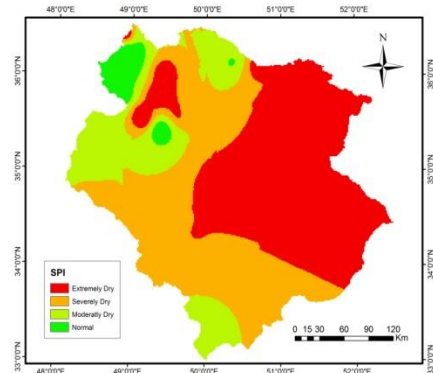 48°0'0"E 49°0'0"E 50°0'0"E 51°0'0"E 52°0'0"E
36°0'0"N 36°0'0"N
35°0'0"N 35°0'0"N
34°0'0"N 34°0'0"N
33°0'0"N 33°0'0"N
N
SPI
Extremely Dry
Severely Dry
Moderatly Dry
Normal
0 15 30 60 90 120
Km
48°0'0"E 49°0'0"E 50°0'0"E 51°0'0"E 52°0'0"E